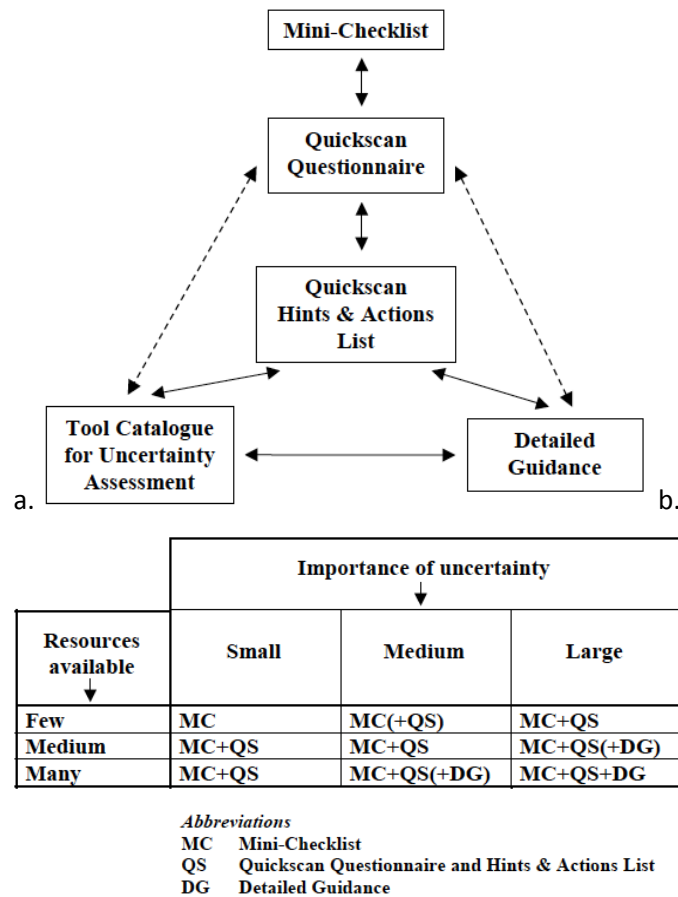 Mini-Checklist
Quickscan
Questionnaire
Quickscan
Hints & Actions
List
Tool Catalogue
for Uncertainty
Assessment
Detailed
Guidance
a.
b.
Importance of uncertainty
Resources
available
Small
Medium
Large
Few
MC
MC(+QS)
MC+QS
Medium
MC+QS
MC+QS
MC+QS(+DG)
Many
MC+QS
MC+QS(+DG)
MC+QS+DG
Abbreviations
MC Mini-Checklist
QS Quickscan Questionnaire and Hints & Actions List
DG Detailed Guidance